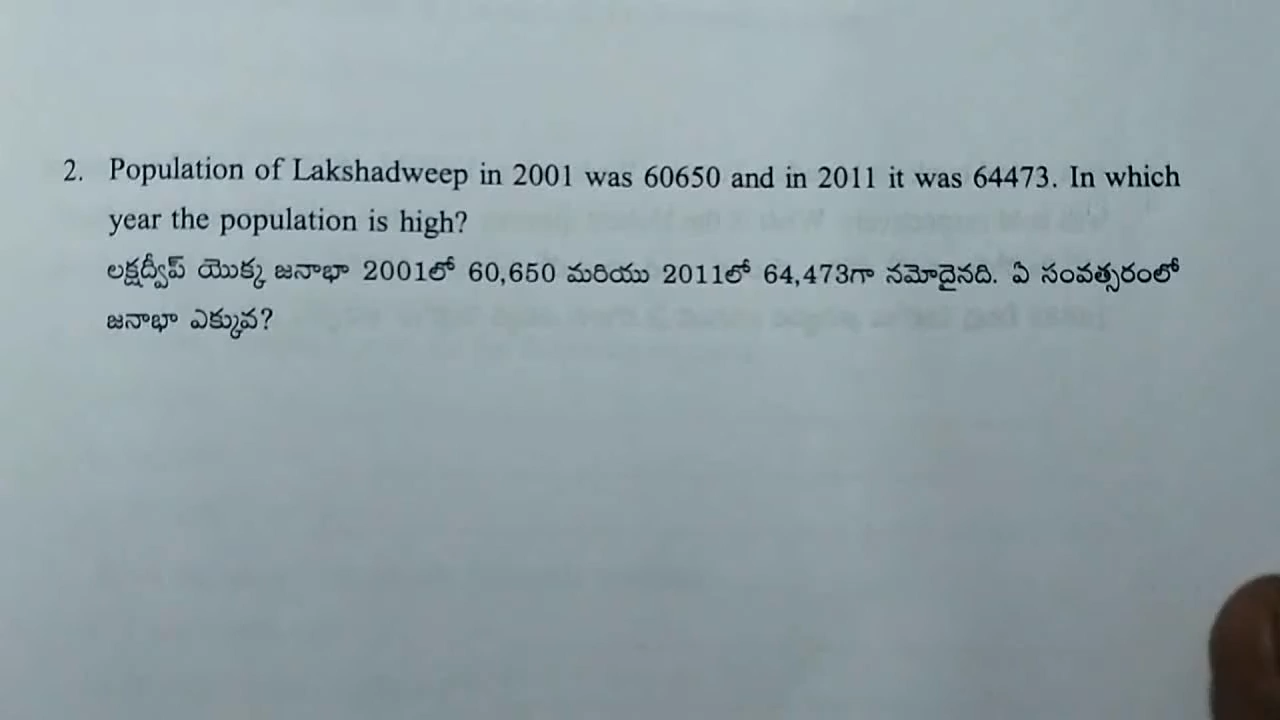 2. Population of Lakshadweep in 2001 was 60650 and in 2011 it was 64473. In which
year the population is high?
లక్షద్వీప్ యొక్క జనాభా 2001లో 60,650 మరియు 2011లో 64,473గా నమోదైనది. ఏ సంవత్సరంలో
జనాభా ఎక్కువ?